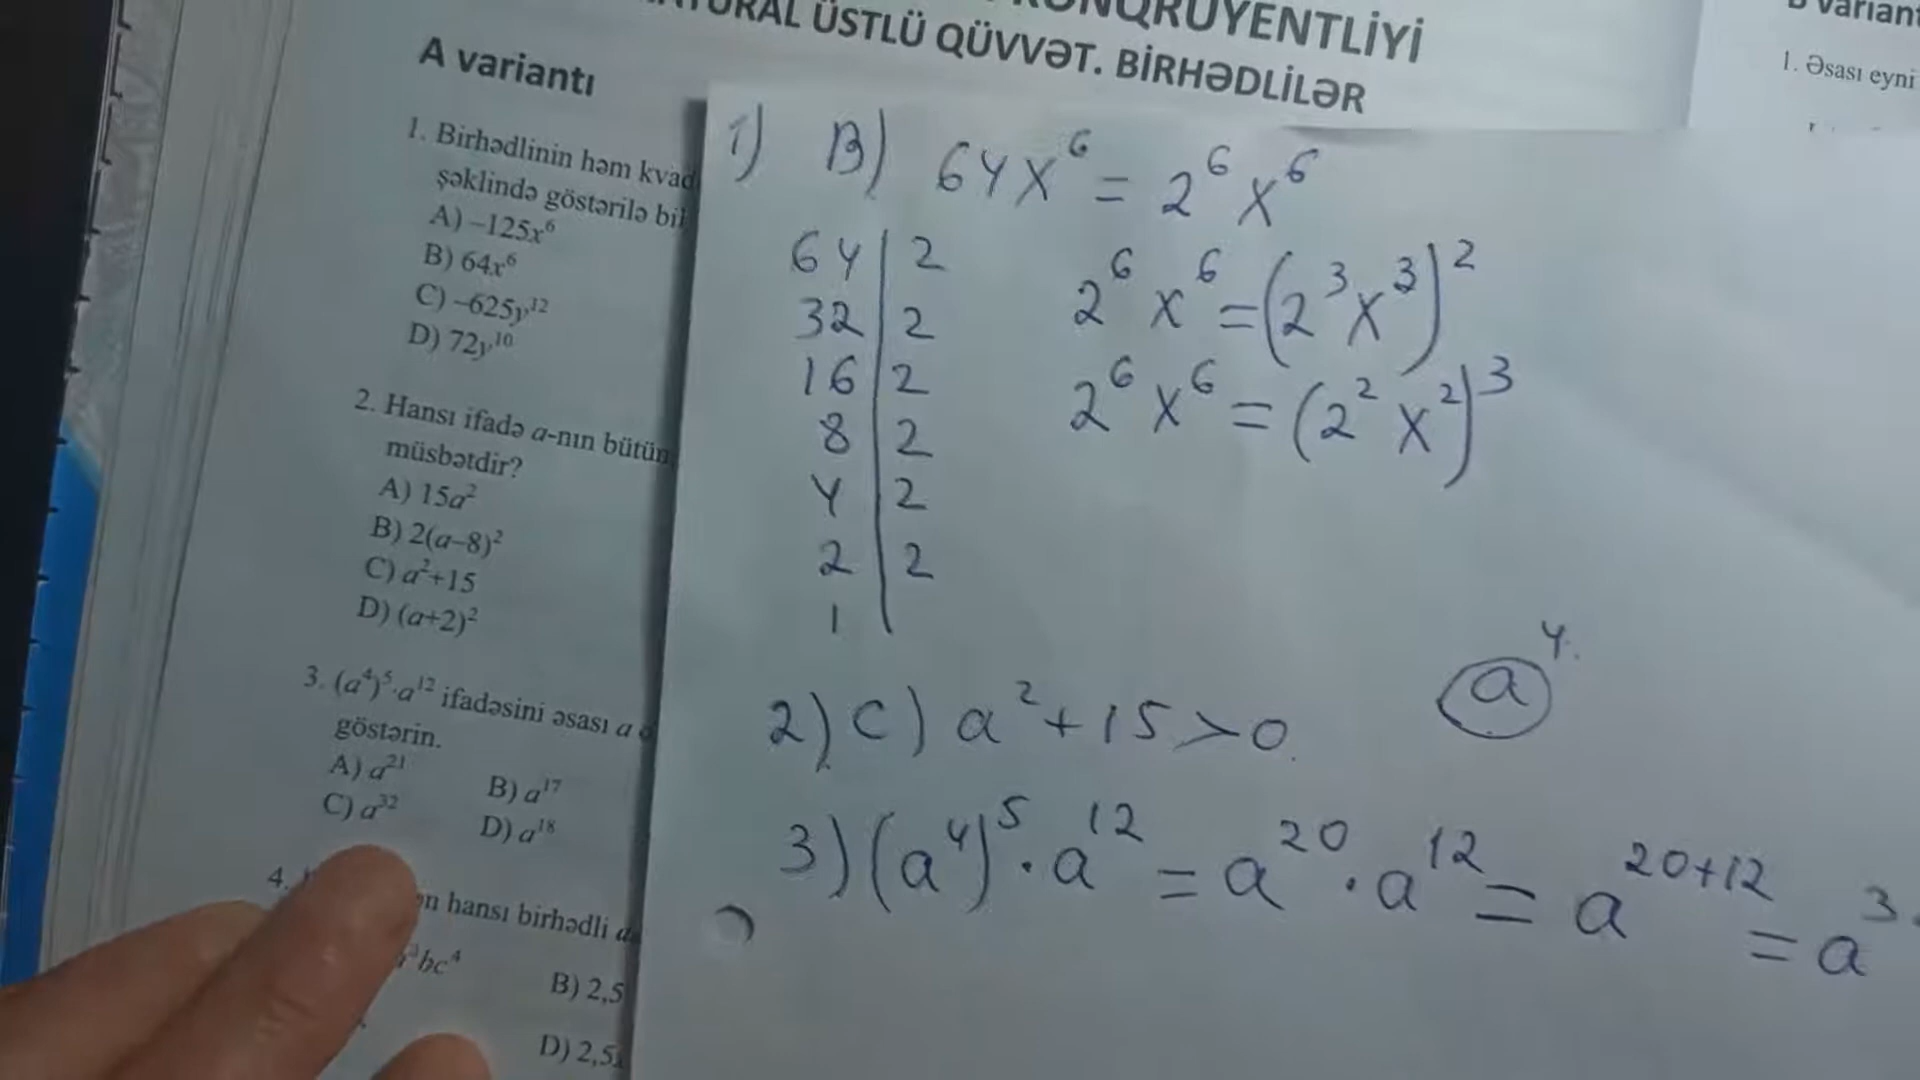 ÜSTLÜ QÜVVƏT. BİRHƏDLİLƏR
A variantı
1. Birhədlinin həm
şəklində göstərilə
A) –125x⁶
B) 64x⁶
C) –625y¹²
D) 72y¹⁰
2. Hansı ifadə a-nın bütün
müsbətdir?
A) 15a²
B) 2(a–8)²
C) a²+15
D) (a+2)²
3. (a⁴)⁵·a¹² ifadəsini əsası a
göstərin.
A) a²¹ B) a¹⁷
C) a³² D) a¹⁸
4. hansı birhədli
bc⁴ B) 2,5
D) 2,5
1) B) 64x⁶ = 2⁶x⁶
64 | 2
32 | 2
16 | 2
8 | 2
4 | 2
2 | 2
1 |
2⁶x⁶ = (2³x³)²
2⁶x⁶ = (2²x²)³
a⁴.
2) C) a² + 15 > 0.
3) (a⁴)⁵ · a¹² = a²⁰ · a¹² = a²⁰⁺¹² = a³
1. Əsası eyni